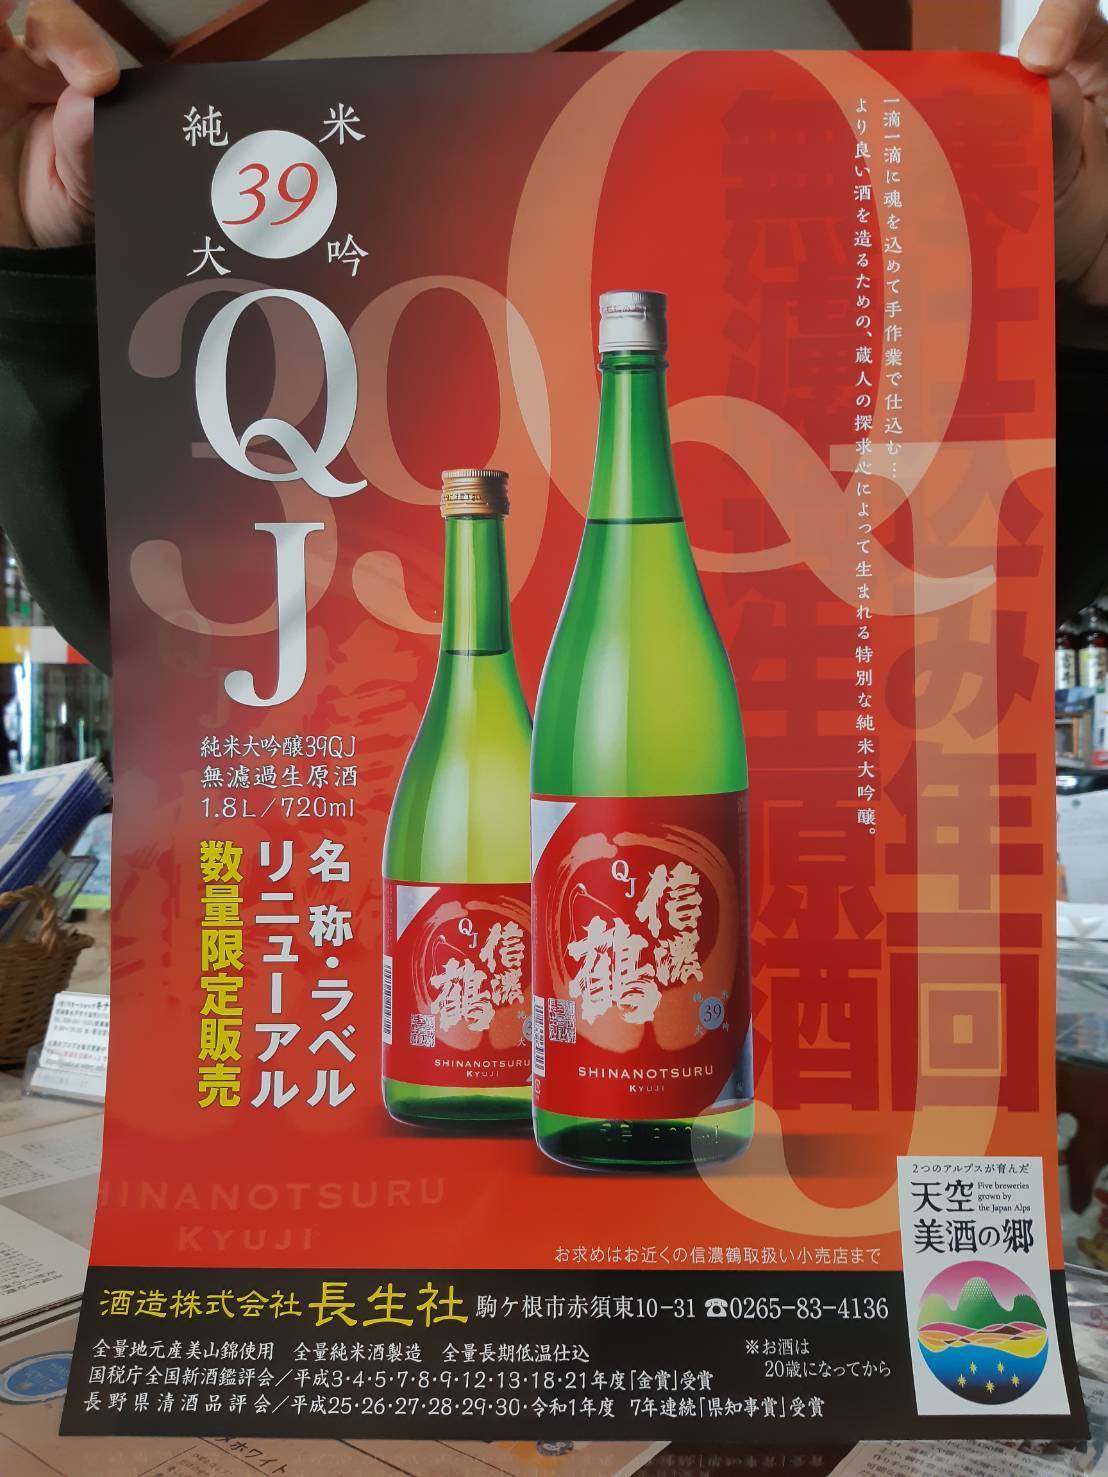 純米
39
大吟
Q
J
純米大吟醸39QJ
無濾過生原酒
1.8L/720ml
名称・ラベル
リニューアル
数量限定販売
一滴一滴に魂を込めて手作業で仕込む…
より良い酒を造るための、蔵人の探求心によって生まれる特別な純米大吟醸。
39QJ
無濾過生原酒
QJ
信濃
鶴
純米
39
大吟
SHINANOTSURU
KYUJI
QJ
信濃
鶴
SHINANOTSURU
KYUJI
HINANOTSURU
KYUJI
お求めはお近くの信濃鶴取扱い小売店まで
2つのアルプスが育んだ
天空
美酒の郷
Five breweries
grown by
the Japan Alps
酒造株式会社 長生社 駒ケ根市赤須東10-31 ☎0265-83-4136
全量地元産美山錦使用 全量純米酒製造 全量長期低温仕込
国税庁全国新酒鑑評会/平成3・4・5・7・8・9・12・13・18・21年度「金賞」受賞
長野県清酒品評会/平成25・26・27・28・29・30・令和1年度 7年連続「県知事賞」受賞
※お酒は
20歳になってから